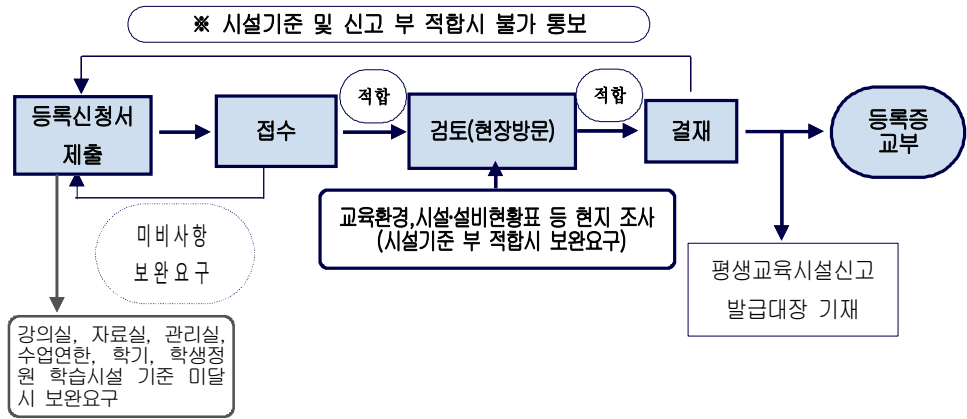 ※ 시설기준 및 신고 부 적합시 불가 통보
등록신청서
제출
접수
적합
검토(현장방문)
적합
결재
등록증
교부
미비사항
보완요구
교육환경,시설·설비현황표 등 현지 조사
(시설기준 부 적합시 보완요구)
평생교육시설신고
발급대장 기재
강의실, 자료실, 관리실,
수업연한, 학기, 학생정
원 학습시설 기준 미달
시 보완요구